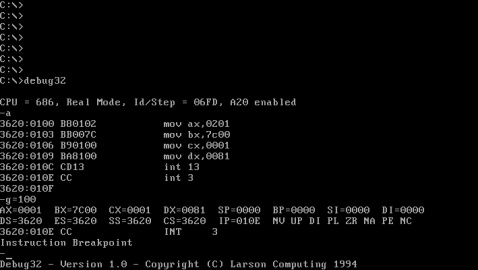 C:\>
C:\>
C:\>
C:\>
C:\>
C:\>
C:\>
C:\>debug32
CPU = 686, Real Mode, Id/Step = 06FD, A20 enabled
-a
3620:0100 B80102 mov ax,0201
3620:0103 BB007C mov bx,7c00
3620:0106 B90100 mov cx,0001
3620:0109 BA8100 mov dx,0081
3620:010C CD13 int 13
3620:010E CC int 3
3620:010F
-g=100
AX=0001 BX=7C00 CX=0001 DX=0081 SP=0000 BP=0000 SI=0000 DI=0000
DS=3620 ES=3620 SS=3620 CS=3620 IP=010E NV UP DI PL ZR NA PE NC
3620:010E CC INT 3
Instruction Breakpoint
-_
Debug32 - Version 1.0 - Copyright (C) Larson Computing 1994